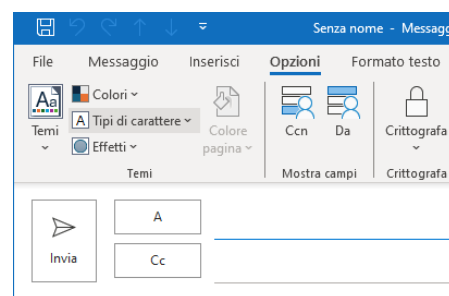 Senza nome - Messagg
File Messaggio Inserisci Opzioni Formato testo
Aa Colori
A Tipi di carattere
Temi Effetti
Colore pagina
Ccn Da
Crittografa
Temi Mostra campi Crittografa
A
Invia
Cc